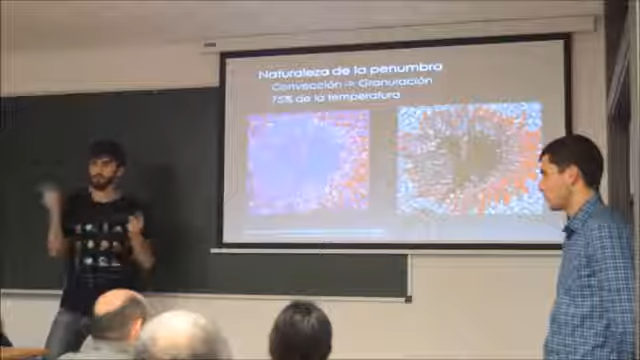 Naturaleza de la penumbra
Convección -> Granulación
75% de la temperatura